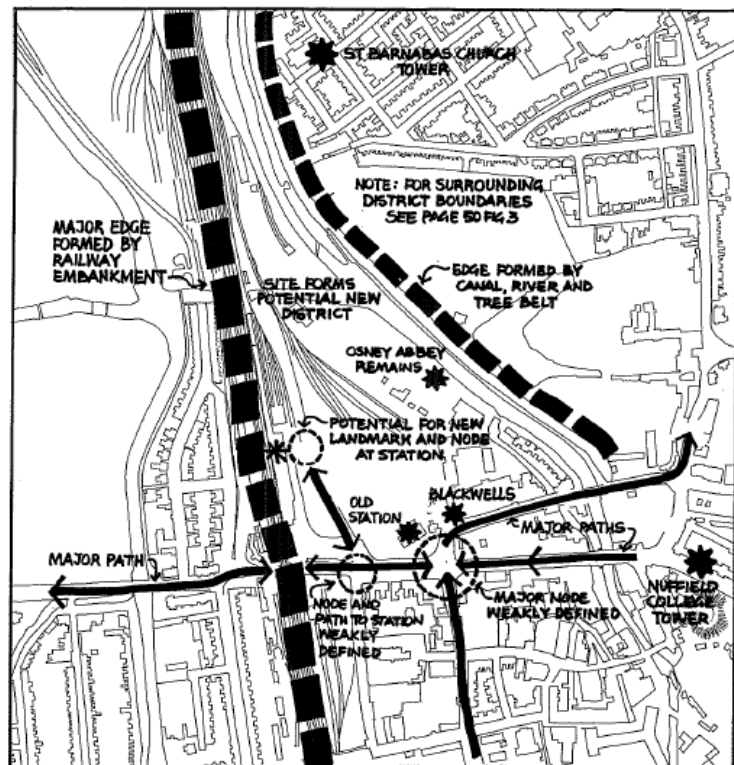 ST BARNABAS CHURCH
TOWER
NOTE: FOR SURROUNDING
DISTRICT BOUNDARIES
SEE PAGE 50 FIG 3
MAJOR EDGE
FORMED BY
RAILWAY
EMBANKMENT
SITE FORMS
POTENTIAL NEW
DISTRICT
EDGE FORMED BY
CANAL, RIVER AND
TREE BELT
OSNEY ABBEY
REMAINS
POTENTIAL FOR NEW
LANDMARK AND NODE
AT STATION
OLD
STATION
BLACKWELLS
MAJOR PATHS
MAJOR PATH
NODE AND
PATH TO STATION
WEAKLY
DEFINED
MAJOR NODE
WEAKLY DEFINED
NUFFIELD
COLLEGE
TOWER